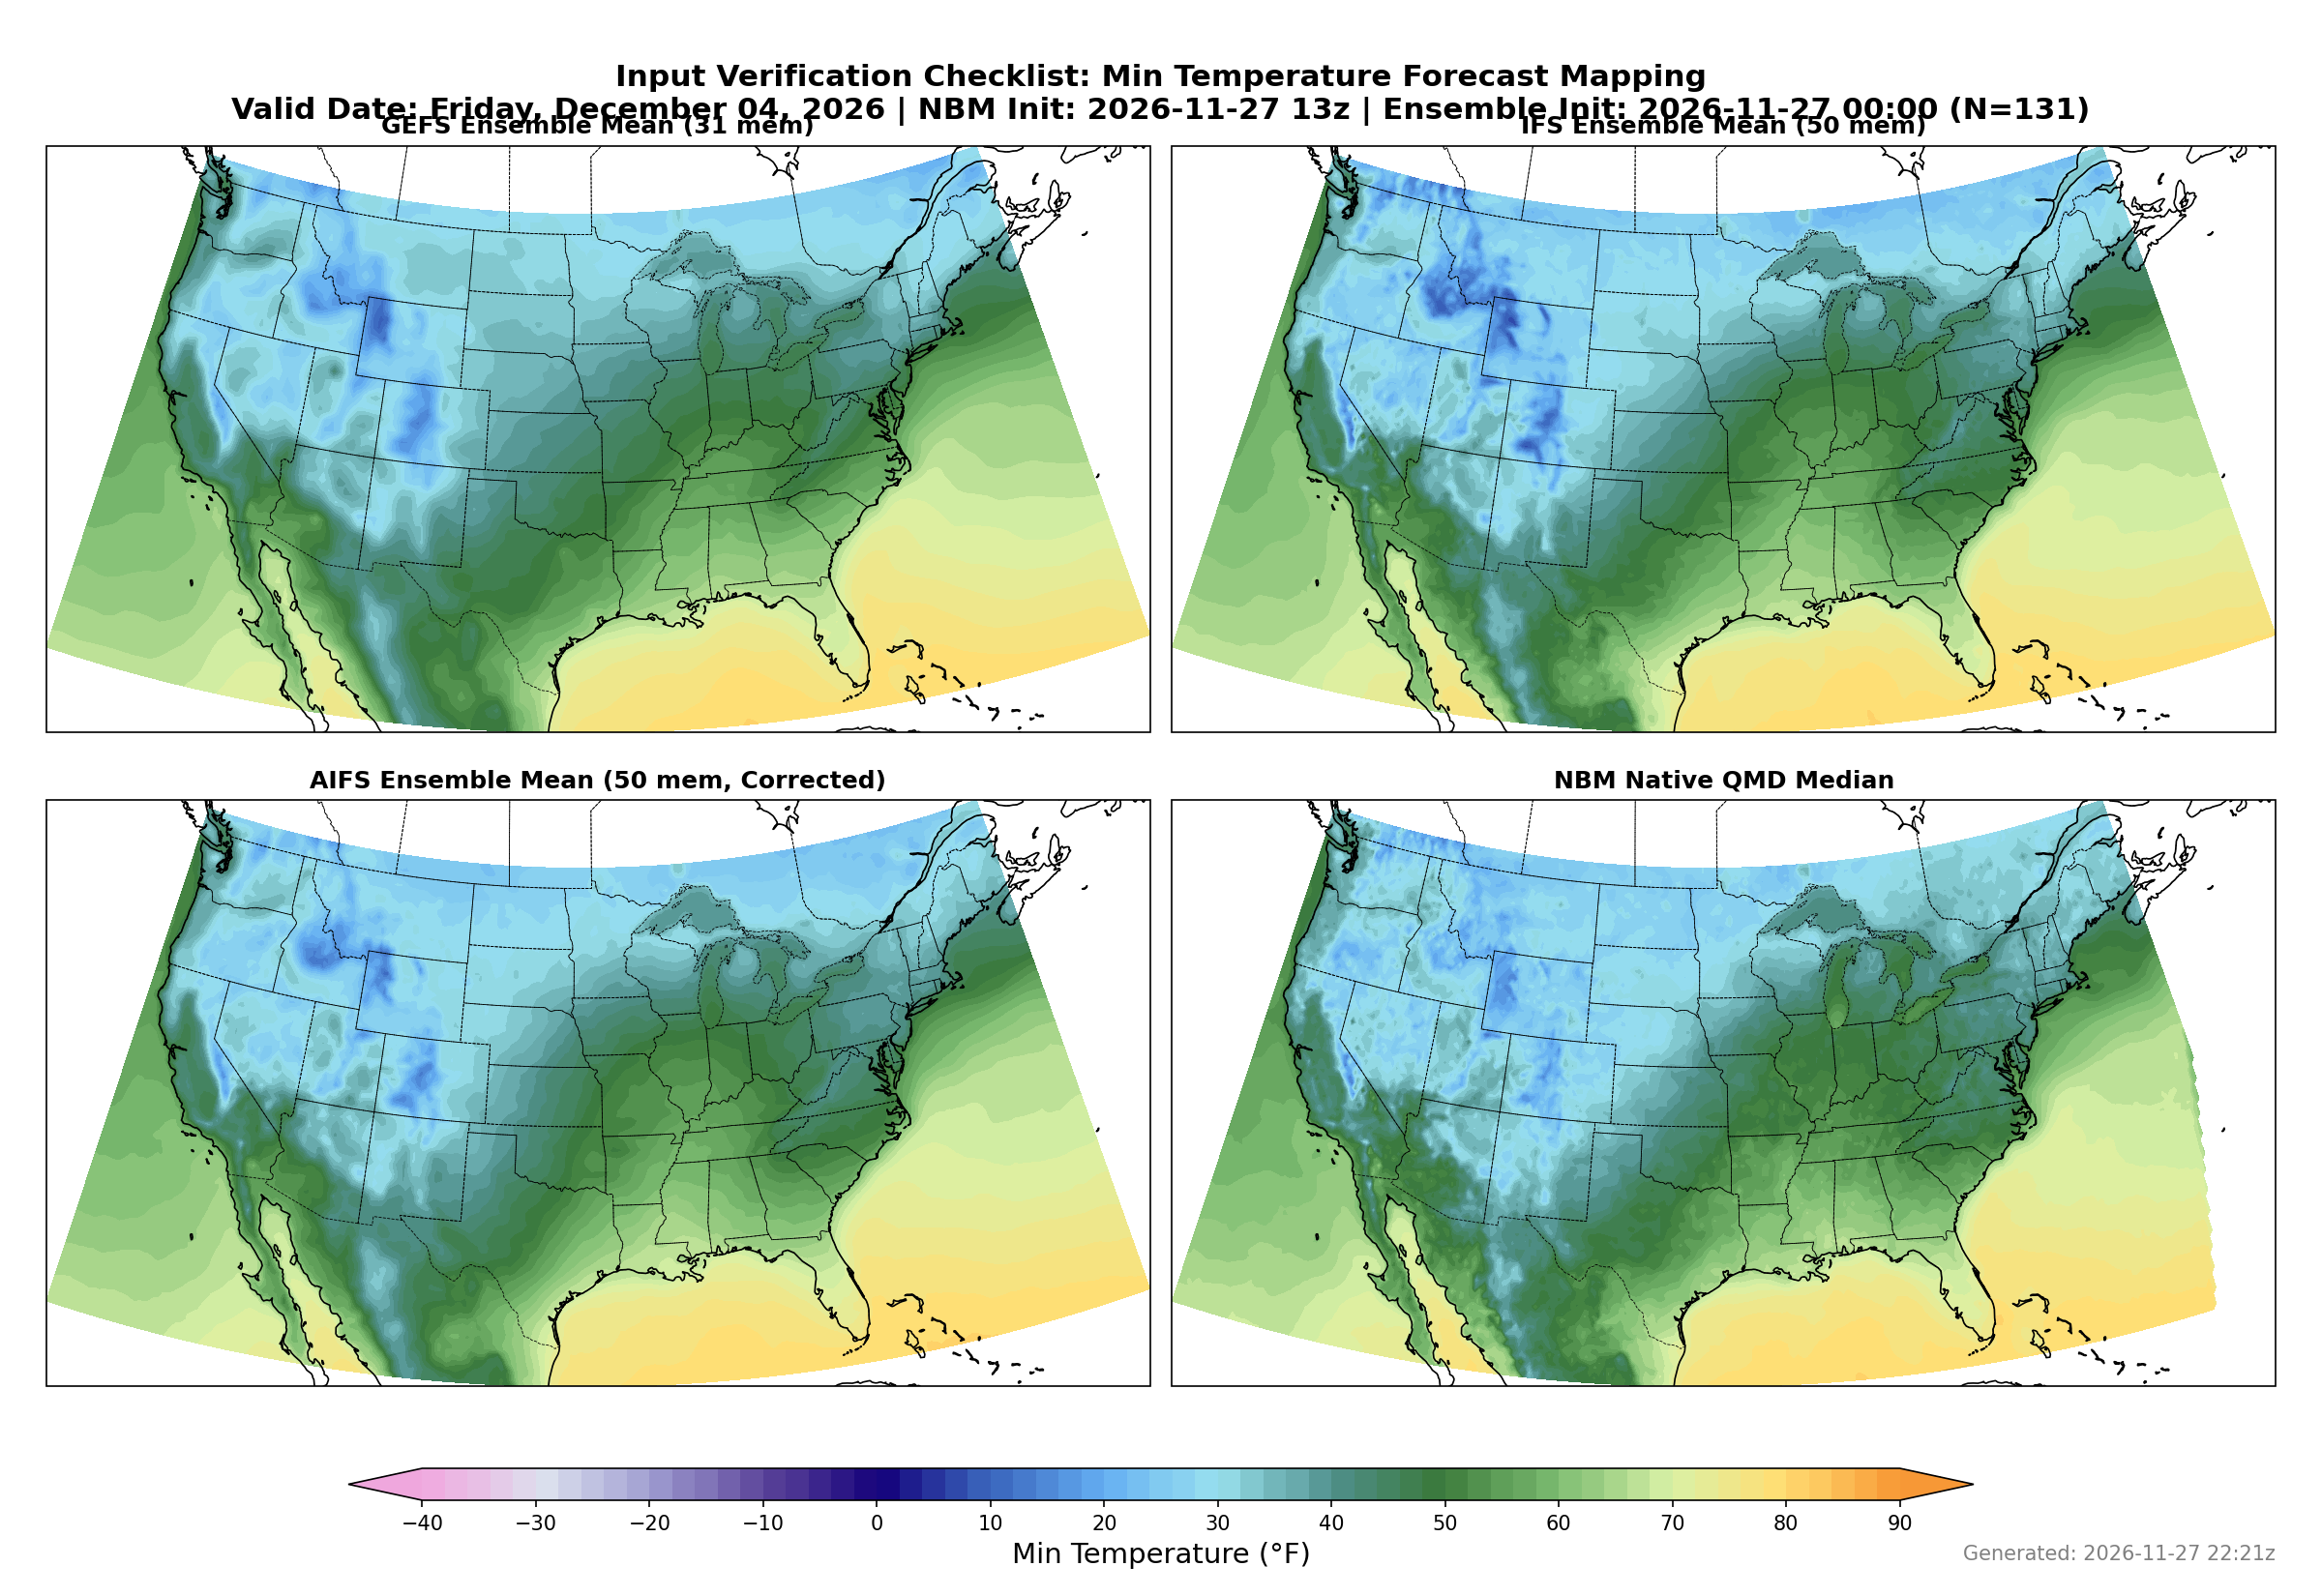 Input Verification Checklist: Min Temperature Forecast Mapping
Valid Date: Friday, December 04, 2026 | NBM Init: 2026-11-27 13z | Ensemble Init: 2026-11-27 00:00 (N=131)
GEFS Ensemble Mean (31 mem)
IFS Ensemble Mean (50 mem)
AIFS Ensemble Mean (50 mem, Corrected)
NBM Native QMD Median
−40 −30 −20 −10 0 10 20 30 40 50 60 70 80 90
Min Temperature (°F)
Generated: 2026-11-27 22:21z